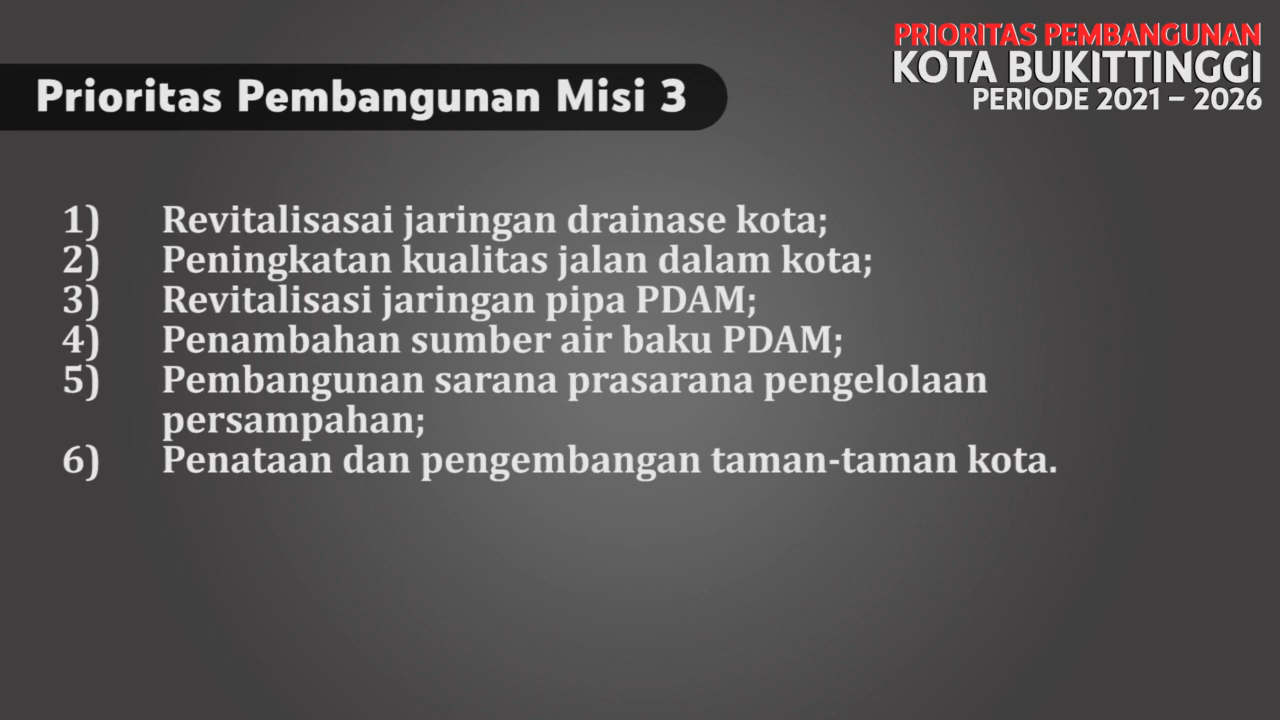 PRIORITAS PEMBANGUNAN
KOTA BUKITTINGGI
PERIODE 2021 – 2026
Prioritas Pembangunan Misi 3
1) Revitalisasai jaringan drainase kota;
2) Peningkatan kualitas jalan dalam kota;
3) Revitalisasi jaringan pipa PDAM;
4) Penambahan sumber air baku PDAM;
5) Pembangunan sarana prasarana pengelolaan
persampahan;
6) Penataan dan pengembangan taman-taman kota.